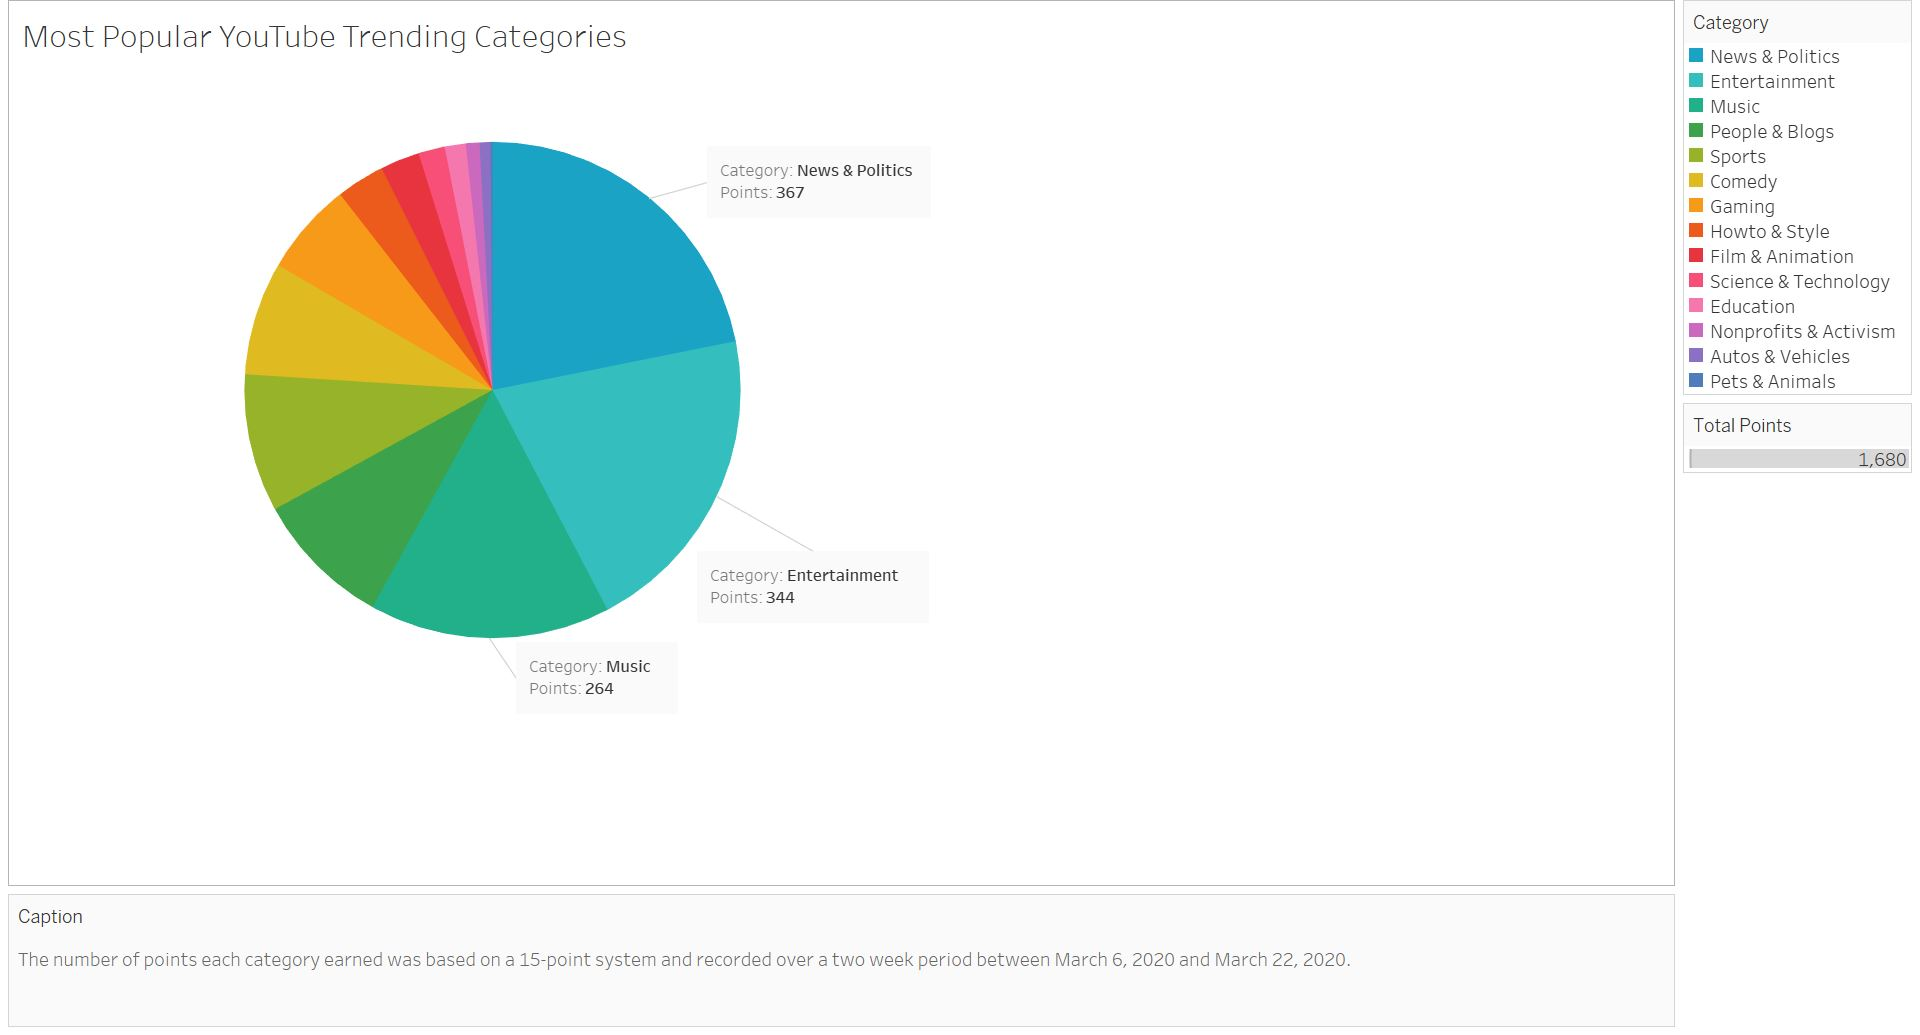 Most Popular YouTube Trending Categories
Category: News & Politics
Points: 367
Category: Entertainment
Points: 344
Category: Music
Points: 264
Category
News & Politics
Entertainment
Music
People & Blogs
Sports
Comedy
Gaming
Howto & Style
Film & Animation
Science & Technology
Education
Nonprofits & Activism
Autos & Vehicles
Pets & Animals
Total Points
1,680
Caption
The number of points each category earned was based on a 15-point system and recorded over a two week period between March 6, 2020 and March 22, 2020.